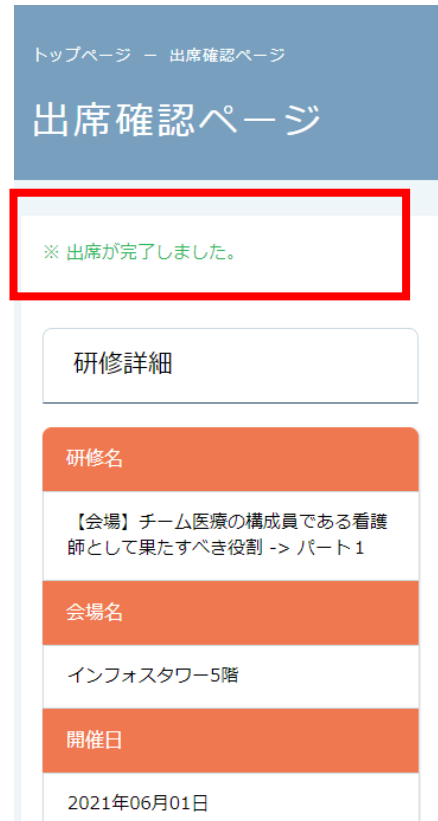 トップページ － 出席確認ページ
出席確認ページ
※ 出席が完了しました。
研修詳細
研修名
【会場】チーム医療の構成員である看護
師として果たすべき役割 -> パート１
会場名
インフォスタワー5階
開催日
2021年06月01日